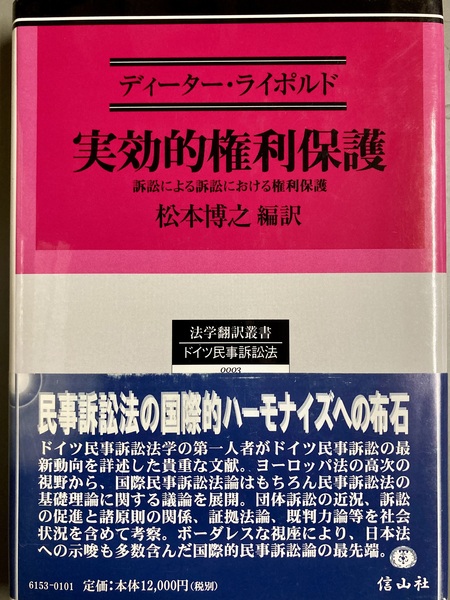 ディーター・ライポルド
実効的権利保護
訴訟による訴訟における権利保護
松本博之 編訳
法学翻訳叢書
ドイツ民事訴訟法
0003
民事訴訟法の国際的ハーモナイズへの布石
ドイツ民事訴訟法学の第一人者がドイツ民事訴訟の最
新動向を詳述した貴重な文献。ヨーロッパ法の高次の
視野から、国際民事訴訟法論はもちろん民事訴訟法の
基礎理論に関する議論を展開。団体訴訟の近況、訴訟
の促進と諸原則の関係、証拠法論、既判力論等を社会
状況を含めて考察。ボーダレスな視座により、日本法
への示唆も多数含んだ国際的民事訴訟論の最先端。
6153-0101 定価:本体12,000円(税別)
信山社